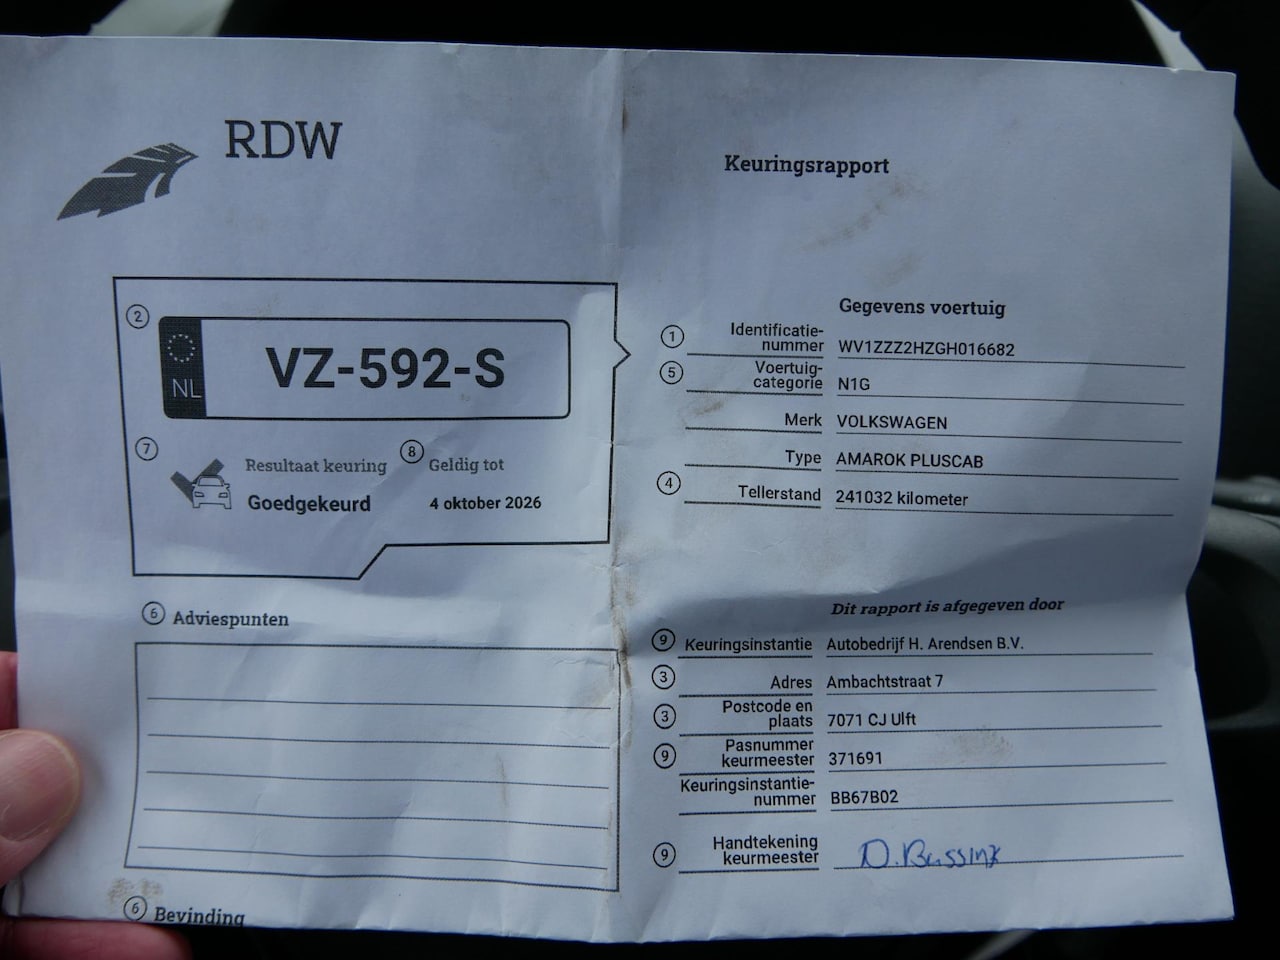 RDW
Keuringsrapport
2
NL
VZ-592-S
7
Resultaat keuring
Goedgekeurd
8
Geldig tot
4 oktober 2026
6 Adviespunten
6 Bevinding
Gegevens voertuig
1 Identificatie-
nummer WV1ZZZ2HZGH016682
5 Voertuig-
categorie N1G
Merk VOLKSWAGEN
Type AMAROK PLUSCAB
4 Tellerstand 241032 kilometer
Dit rapport is afgegeven door
9 Keuringsinstantie Autobedrijf H. Arendsen B.V.
3 Adres Ambachtstraat 7
3 Postcode en
plaats 7071 CJ Ulft
9 Pasnummer
keurmeester 371691
Keuringsinstantie-
nummer BB67B02
9 Handtekening
keurmeester D. Bussink